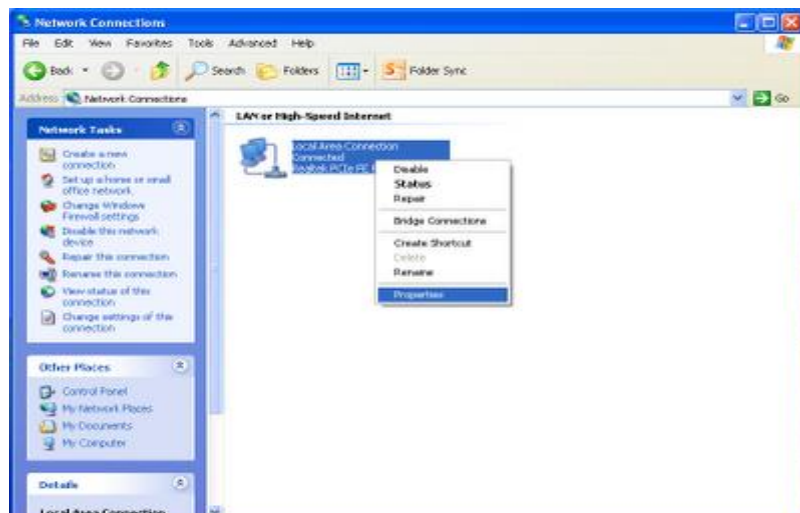 Network Connections
File Edit View Favorites Tools Advanced Help
Back Search Folders Folder Sync
Address Network Connections Go
Network Tasks
Create a new
connection
Set up a home or small
office network
Change Windows
Firewall settings
Disable this network
device
Repair this connection
Rename this connection
View status of this
connection
Change settings of this
connection
Other Places
Control Panel
My Network Places
My Documents
My Computer
Details
Local Area Connection
LAN or High-Speed Internet
Local Area Connection
Connected
Realtek PCIe FE
Disable
Status
Repair
Bridge Connections
Create Shortcut
Delete
Rename
Properties